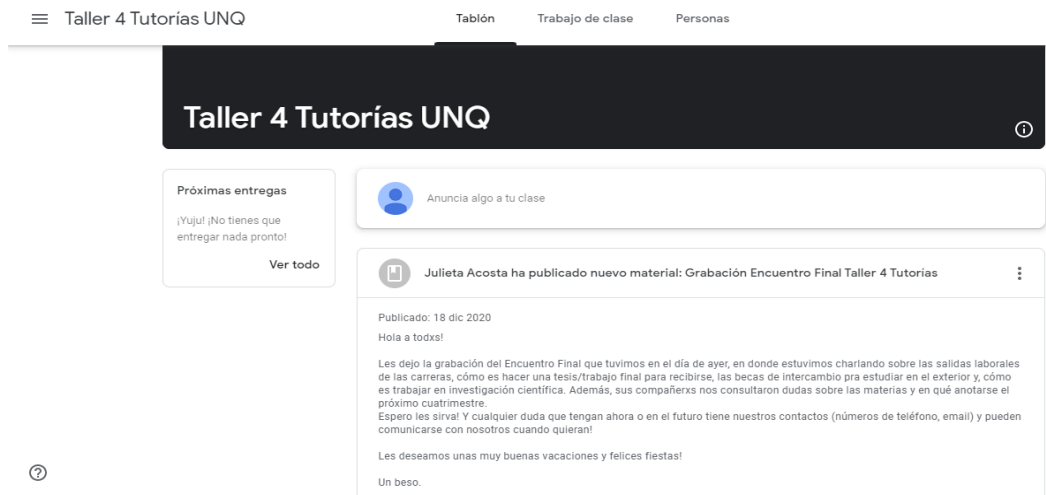 Taller 4 Tutorías UNQ
Tablón
Trabajo de clase
Personas
Taller 4 Tutorías UNQ
Próximas entregas
¡Yuju! ¡No tienes que
entregar nada pronto!
Ver todo
Anuncia algo a tu clase
Julieta Acosta ha publicado nuevo material: Grabación Encuentro Final Taller 4 Tutorías
Publicado: 18 dic 2020
Hola a todxs!
Les dejo la grabación del Encuentro Final que tuvimos en el día de ayer, en donde estuvimos charlando sobre las salidas laborales
de las carreras, cómo es hacer una tesis/trabajo final para recibirse, las becas de intercambio pra estudiar en el exterior y, cómo
es trabajar en investigación científica. Además, sus compañerxs nos consultaron dudas sobre las materias y en qué anotarse el
próximo cuatrimestre.
Espero les sirva! Y cualquier duda que tengan ahora o en el futuro tiene nuestros contactos (números de teléfono, email) y pueden
comunicarse con nosotros cuando quieran!
Les deseamos unas muy buenas vacaciones y felices fiestas!
Un beso.